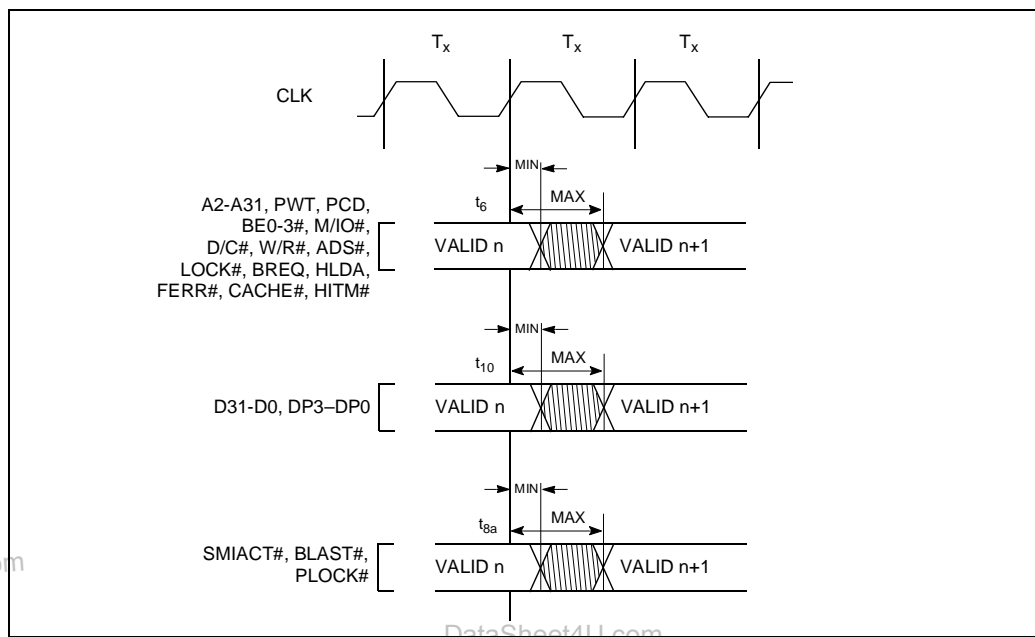 Tx Tx Tx
CLK
MIN
t6 MAX
A2-A31, PWT, PCD,
BE0-3#, M/IO#,
D/C#, W/R#, ADS#,
LOCK#, BREQ, HLDA,
FERR#, CACHE#, HITM#
VALID n VALID n+1
MIN
t10 MAX
D31-D0, DP3–DP0
VALID n VALID n+1
MIN
t8a MAX
SMIACT#, BLAST#,
PLOCK#
VALID n VALID n+1
om
DataSheet4U.com